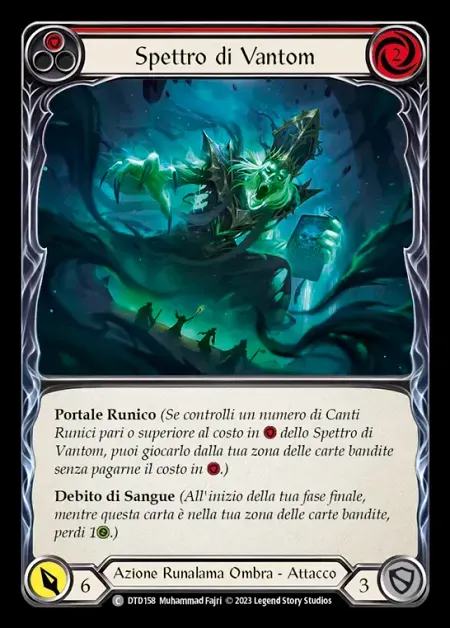 Spettro di Vantom
2
Portale Runico (Se controlli un numero di Canti
Runici pari o superiore al costo in dello Spettro di
Vantom, puoi giocarlo dalla tua zona delle carte bandite
senza pagarne il costo in .)
Debito di Sangue (All'inizio della tua fase finale,
mentre questa carta è nella tua zona delle carte bandite,
perdi 1 .)
6
Azione Runalama Ombra - Attacco
3
C DTD158 Muhammad Fajri © 2023 Legend Story Studios